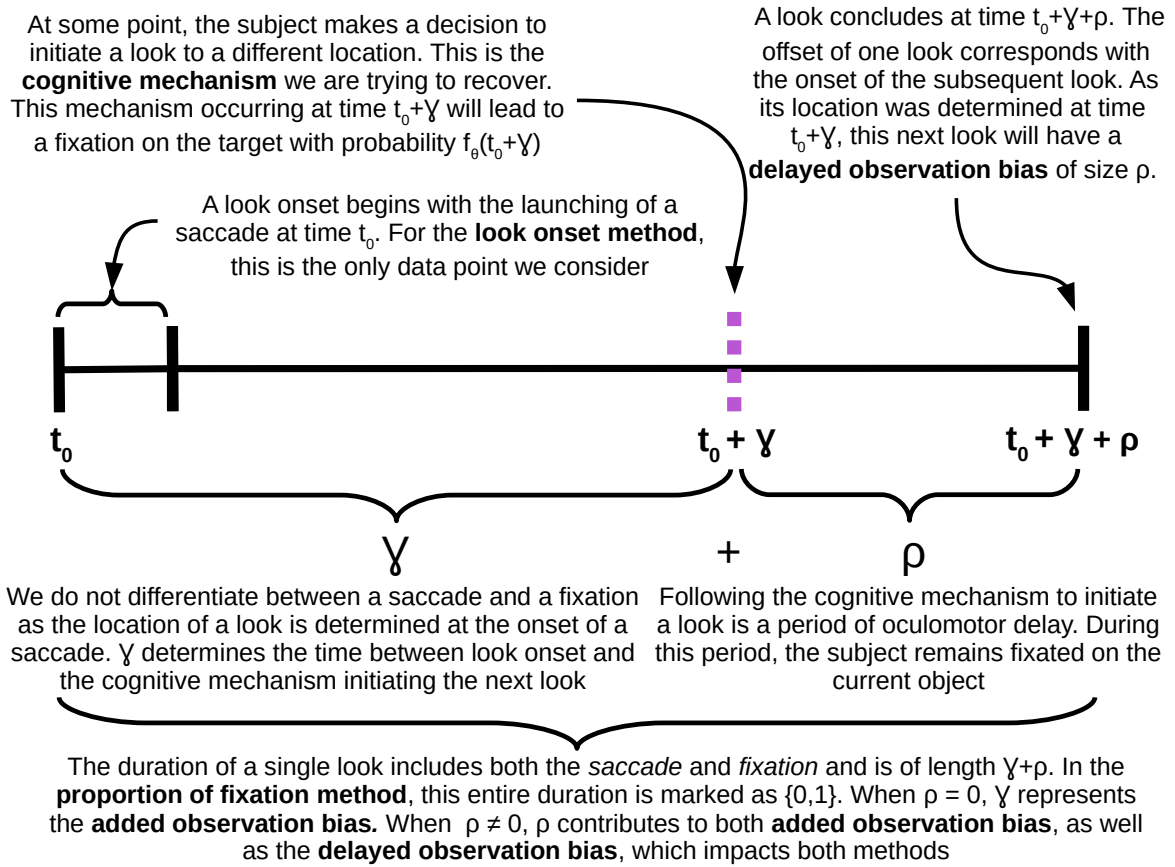 At some point, the subject makes a decision to
initiate a look to a different location. This is the
cognitive mechanism we are trying to recover.
This mechanism occurring at time t₀+Ɣ will lead to
a fixation on the target with probability f_θ(t₀+Ɣ)
A look concludes at time t₀+Ɣ+ρ. The
offset of one look corresponds with
the onset of the subsequent look. As
its location was determined at time
t₀+Ɣ, this next look will have a
delayed observation bias of size ρ.
A look onset begins with the launching of a
saccade at time t₀. For the look onset method,
this is the only data point we consider
t₀
t₀ + Ɣ
t₀ + Ɣ + ρ
Ɣ
+
ρ
We do not differentiate between a saccade and a fixation
as the location of a look is determined at the onset of a
saccade. Ɣ determines the time between look onset and
the cognitive mechanism initiating the next look
Following the cognitive mechanism to initiate
a look is a period of oculomotor delay. During
this period, the subject remains fixated on the
current object
The duration of a single look includes both the saccade and fixation and is of length Ɣ+ρ. In the
proportion of fixation method, this entire duration is marked as {0,1}. When ρ = 0, Ɣ represents
the added observation bias. When ρ ≠ 0, ρ contributes to both added observation bias, as well
as the delayed observation bias, which impacts both methods